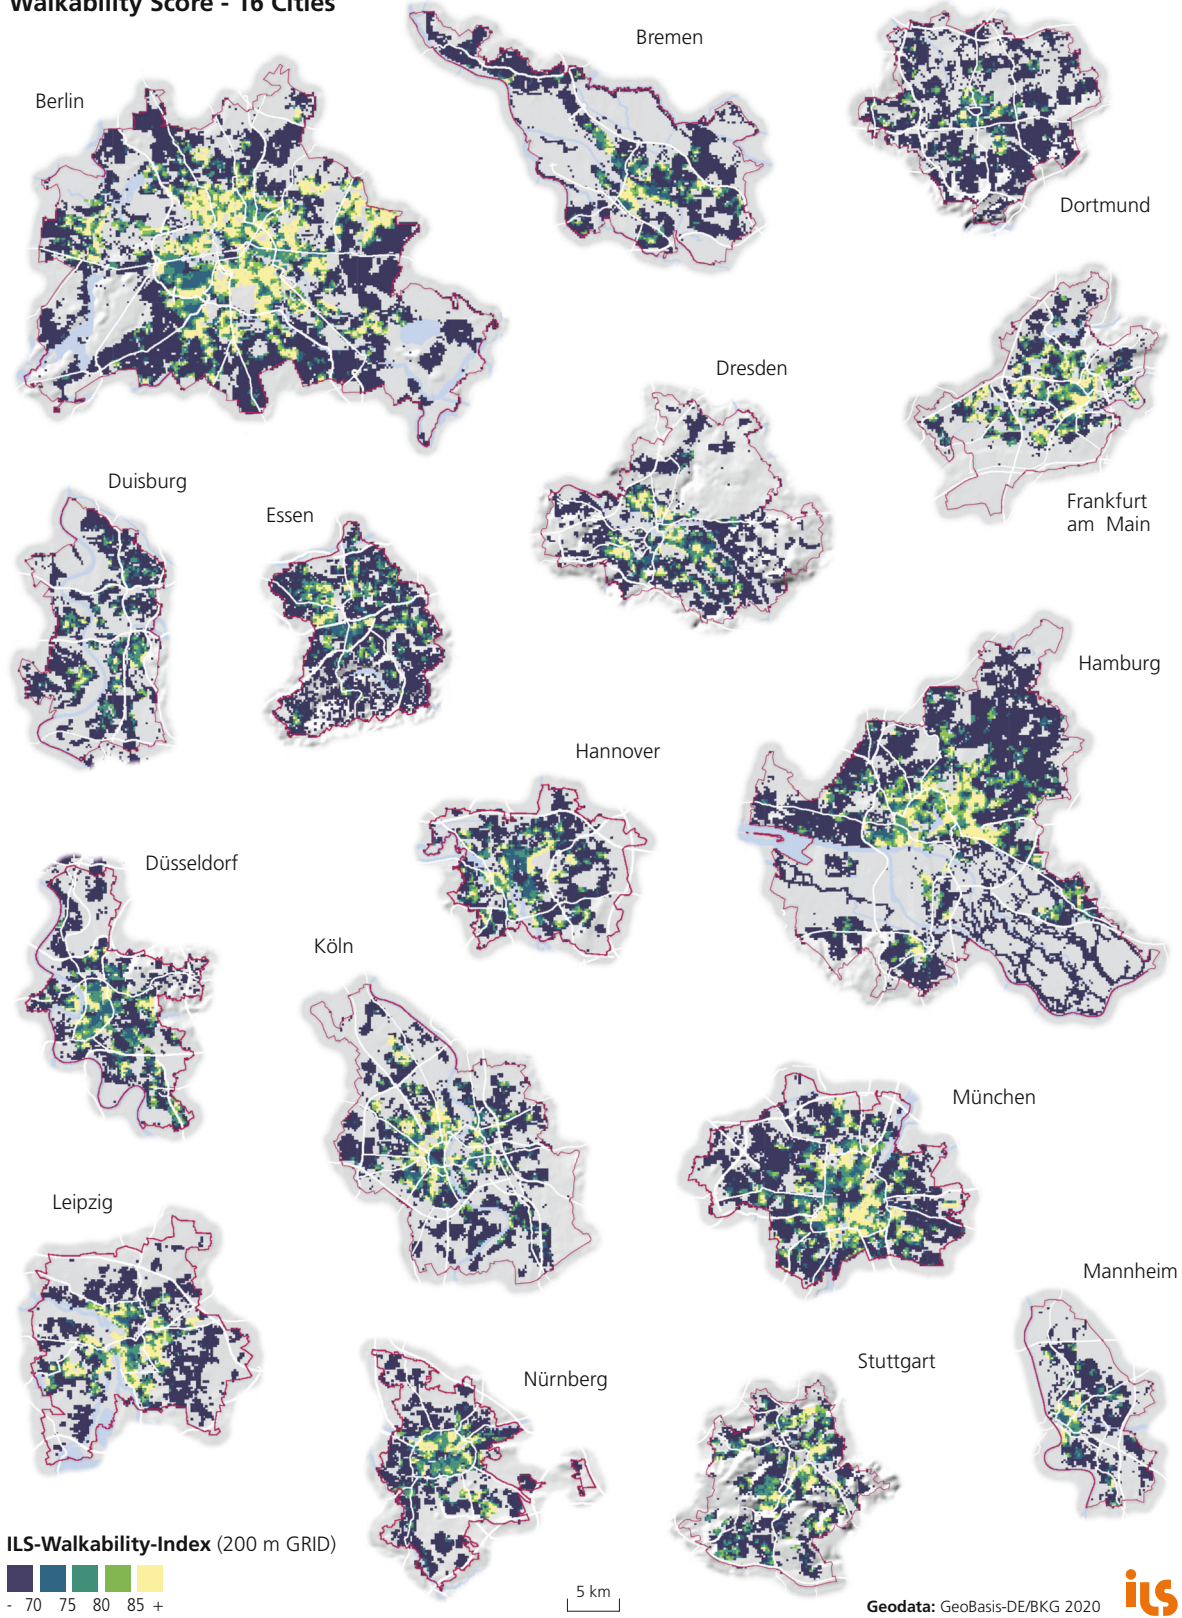 Walkability Score - 16 Cities
Bremen
Berlin
Dortmund
Dresden
Duisburg
Essen
Frankfurt
am Main
Hamburg
Hannover
Düsseldorf
Köln
München
Leipzig
Mannheim
Stuttgart
Nürnberg
ILS-Walkability-Index (200 m GRID)
- 70 75 80 85 +
5 km
Geodata: GeoBasis-DE/BKG 2020
ils